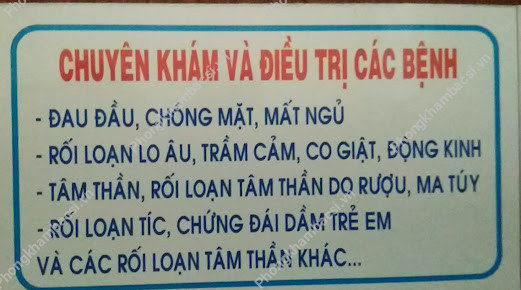 CHUYÊN KHÁM VÀ ĐIỀU TRỊ CÁC BỆNH
- ĐAU ĐẦU, CHÓNG MẶT, MẤT NGỦ
- RỐI LOẠN LO ÂU, TRẦM CẢM, CO GIẬT, ĐỘNG KINH
- TÂM THẦN, RỐI LOẠN TÂM THẦN DO RƯỢU, MA TÚY
- RỐI LOẠN TÍC, CHỨNG ĐÁI DẦM TRẺ EM
VÀ CÁC RỐI LOẠN TÂM THẦN KHÁC...